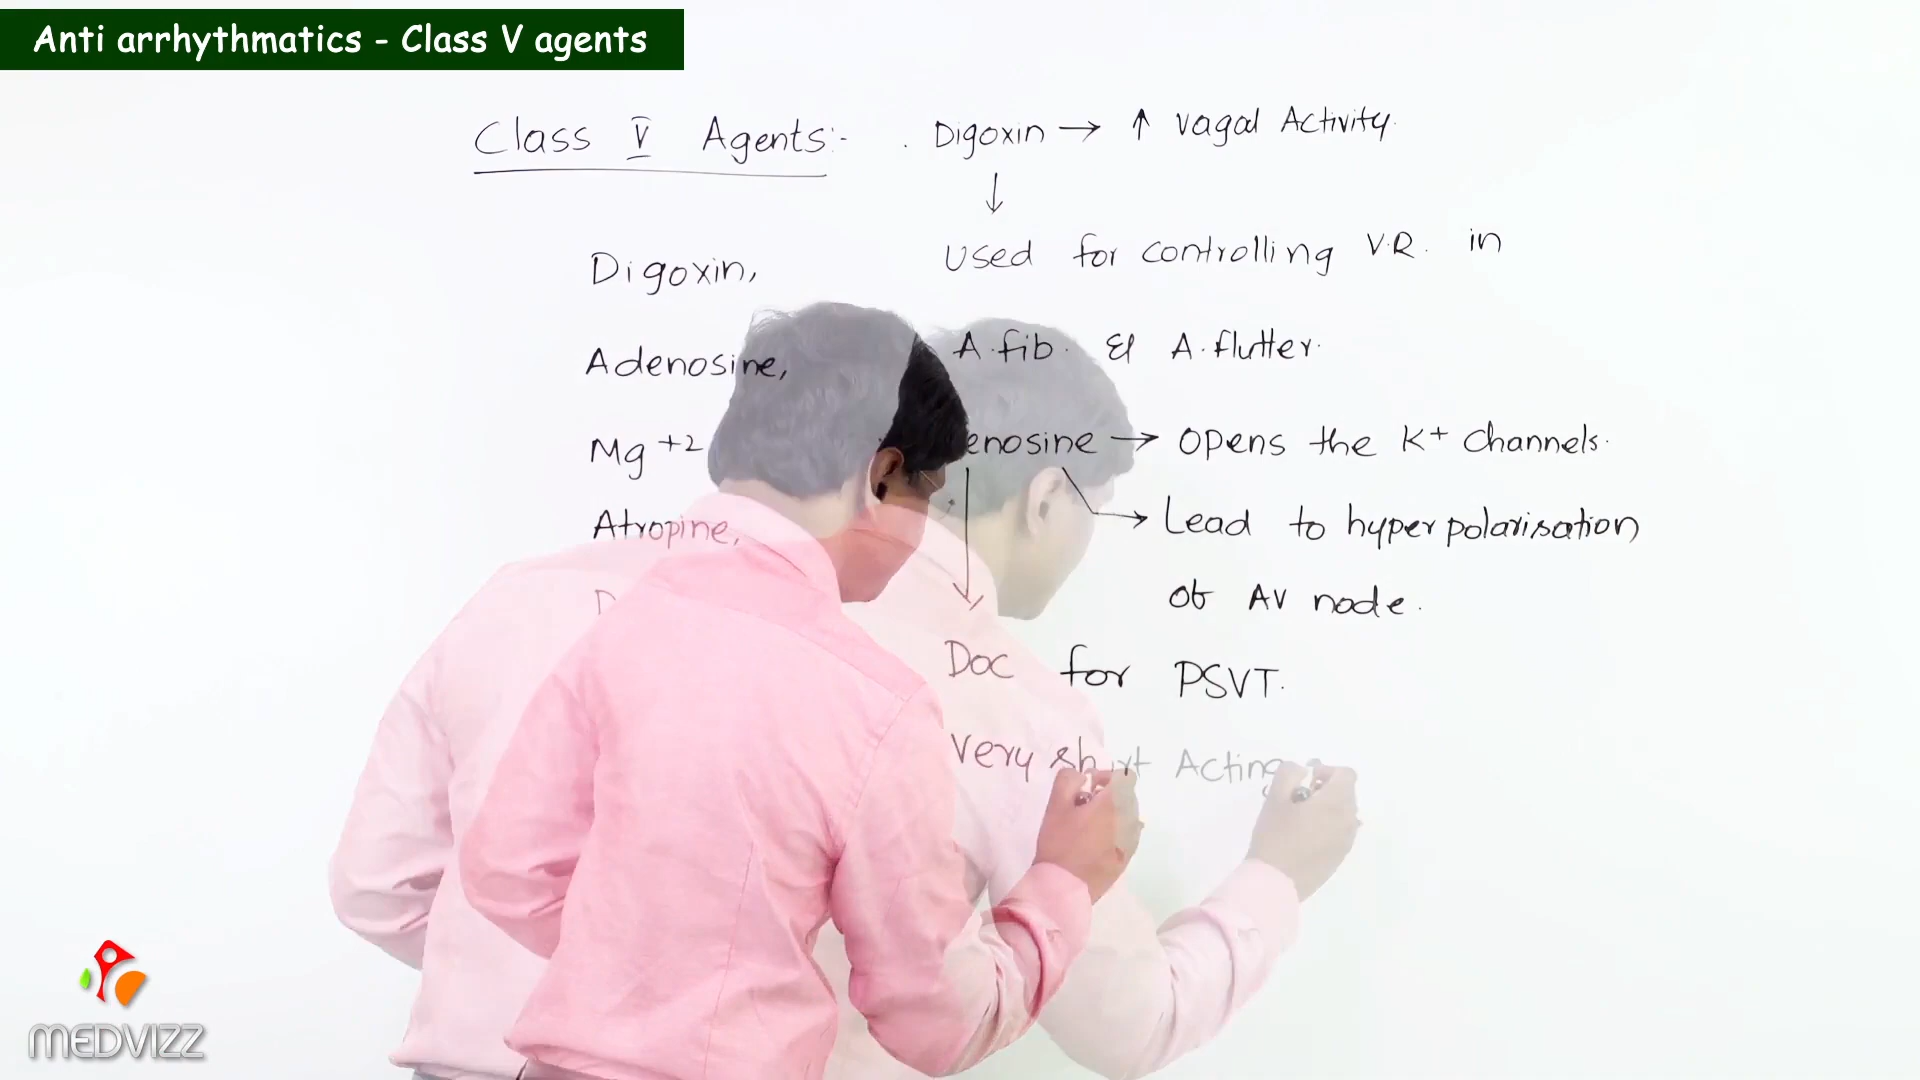 Anti arrhythmatics - Class V agents
Class V Agents:-
Digoxin,
Adenosine,
Mg +2
Atropine,
. Digoxin → ↑ vagal Activity.
↓
Used for controlling V.R. in
A.fib. & A.flutter.
enosine → opens the K+ channels.
→ Lead to hyperpolarisation
of AV node.
DOC for PSVT.
Very short Acting
MEDVIZZ